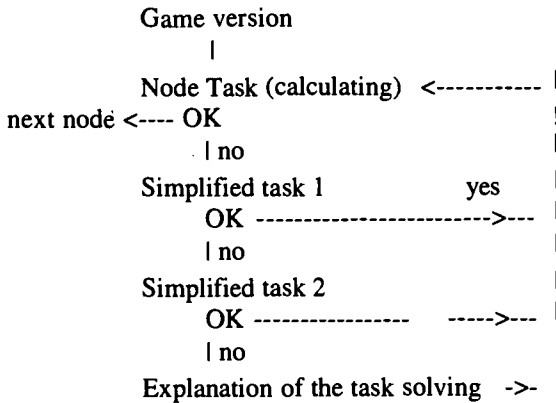 Game version
|
Node Task (calculating) <-----------
next node <---- OK
| no
Simplified task 1 yes
OK ------------------------->---
| no
Simplified task 2
OK ---------------- ----->---
| no
Explanation of the task solving ->-